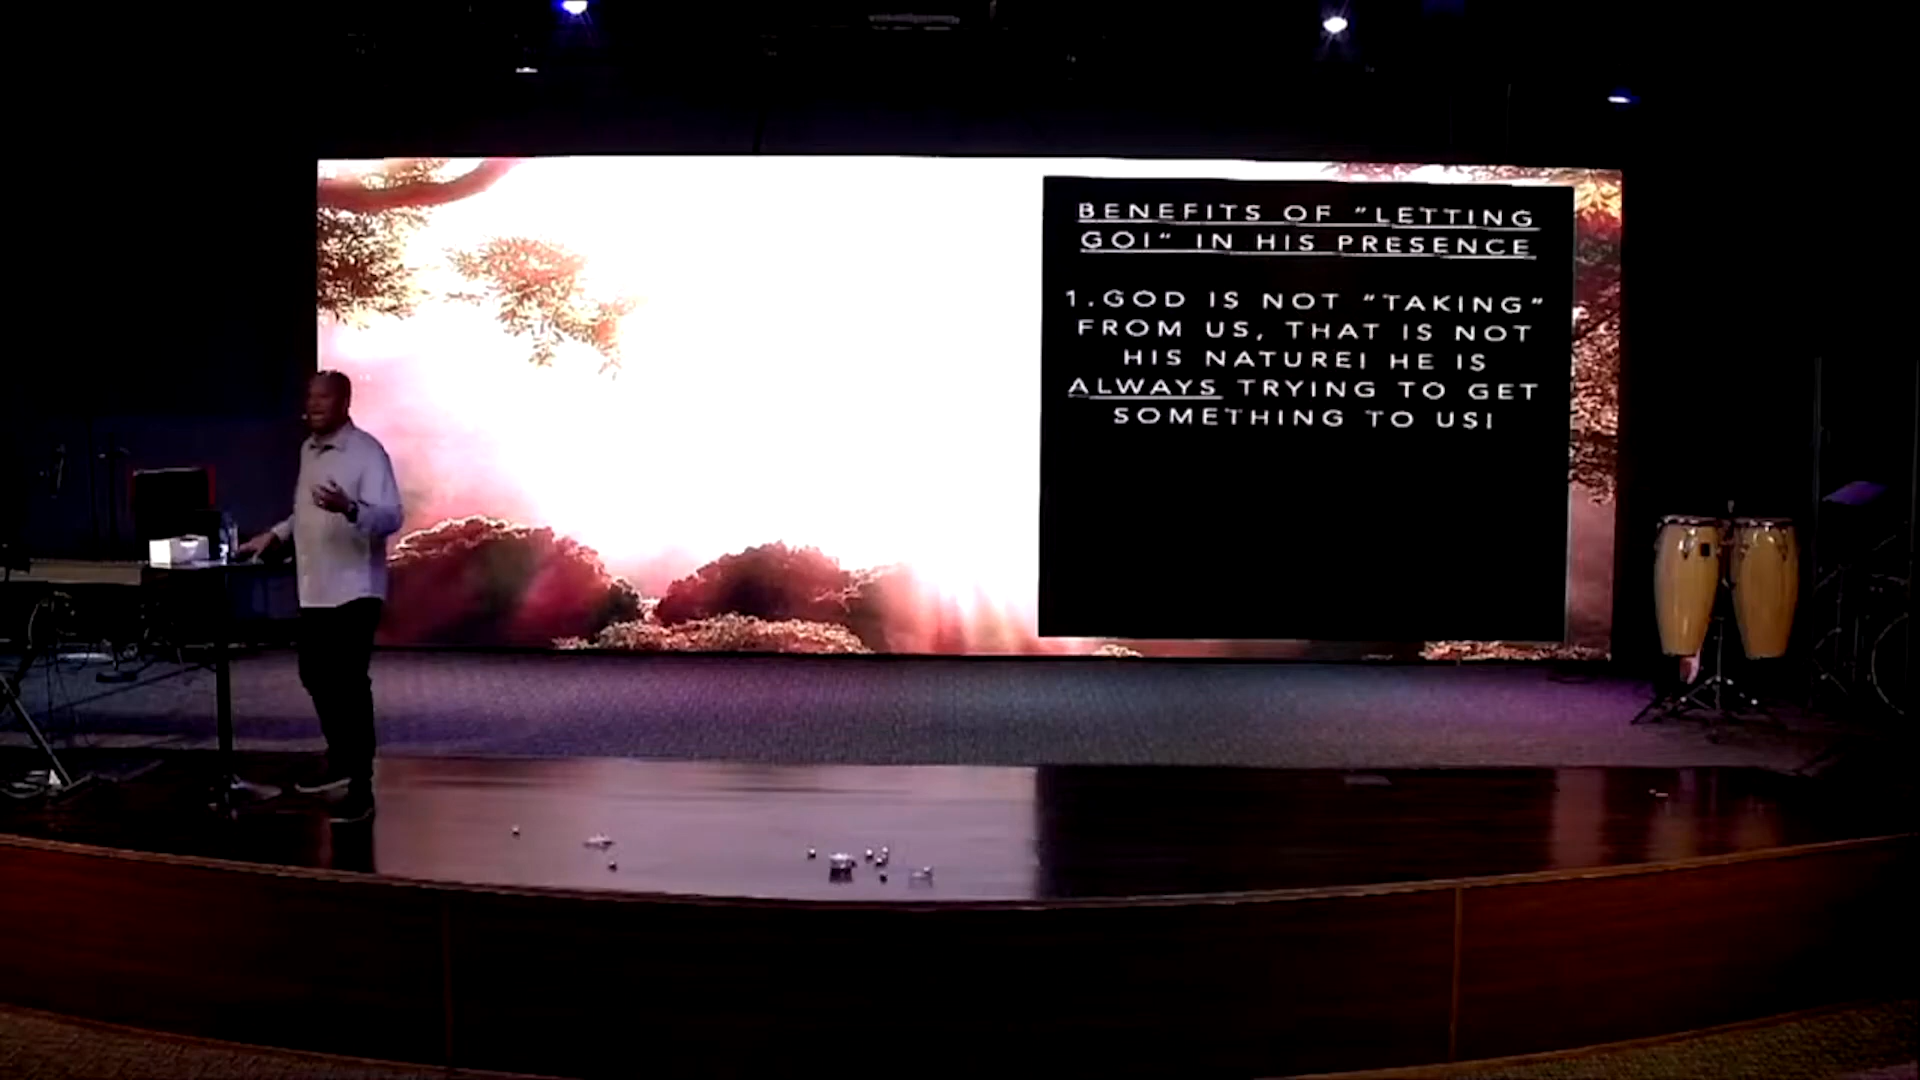 BENEFITS OF "LETTING
GO!" IN HIS PRESENCE
1.GOD IS NOT "TAKING"
FROM US, THAT IS NOT
HIS NATURE! HE IS
ALWAYS TRYING TO GET
SOMETHING TO US!